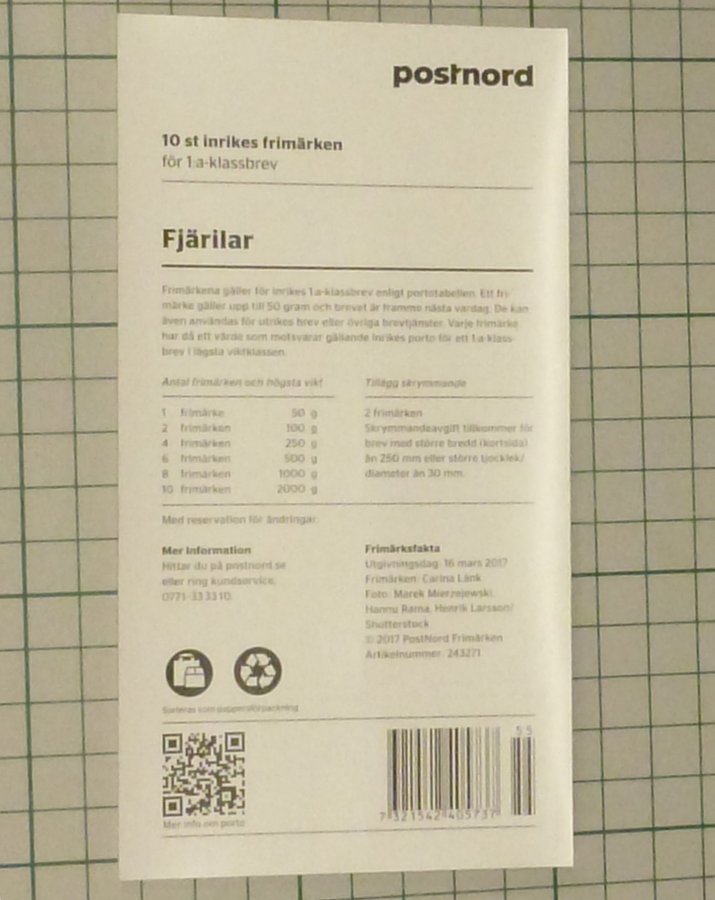 postnord
10 st inrikes frimärken
för 1:a-klassbrev
Fjärilar
Frimärkena gäller för inrikes 1:a-klassbrev enligt portotabellen. Ett fri-
märke gäller upp till 50 gram och brevet är framme nästa vardag. De kan
även användas för utrikes brev eller övriga brevtjänster. Varje frimärke
har då ett värde som motsvarar gällande inrikes porto för ett 1:a-klass-
brev i lägsta viktklassen.
Antal frimärken och högsta vikt
1 frimärke 50 g
2 frimärken 100 g
4 frimärken 250 g
6 frimärken 500 g
8 frimärken 1000 g
10 frimärken 2000 g
Tillägg skrymmande
2 frimärken
Skrymmandeavgift tillkommer för
brev med större bredd (kortsida)
än 250 mm eller större tjocklek/
diameter än 30 mm.
Med reservation för ändringar.
Mer information
Hittar du på postnord.se
eller ring kundservice,
0771-33 33 10.
Frimärksfakta
Utgivningsdag: 16 mars 2017
Frimärken: Carina Länk
Foto: Marek Mierzejewski,
Hannu Rama, Henrik Larsson/
Shutterstock
© 2017 PostNord Frimärken
Artikelnummer: 243271
Sorteras som pappersförpackning
Mer info om porto
7 321542 405737
55